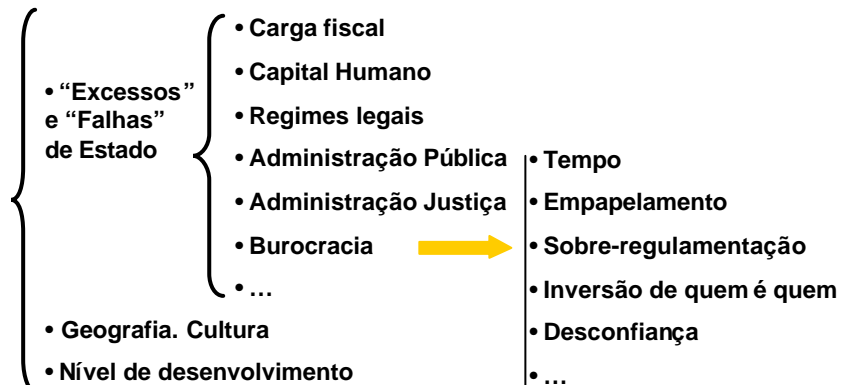 • “Excessos”
e “Falhas”
de Estado
• Carga fiscal
• Capital Humano
• Regimes legais
• Administração Pública
• Administração Justiça
• Burocracia
• …
• Tempo
• Empapelamento
• Sobre-regulamentação
• Inversão de quem é quem
• Desconfiança
• …
• Geografia. Cultura
• Nível de desenvolvimento